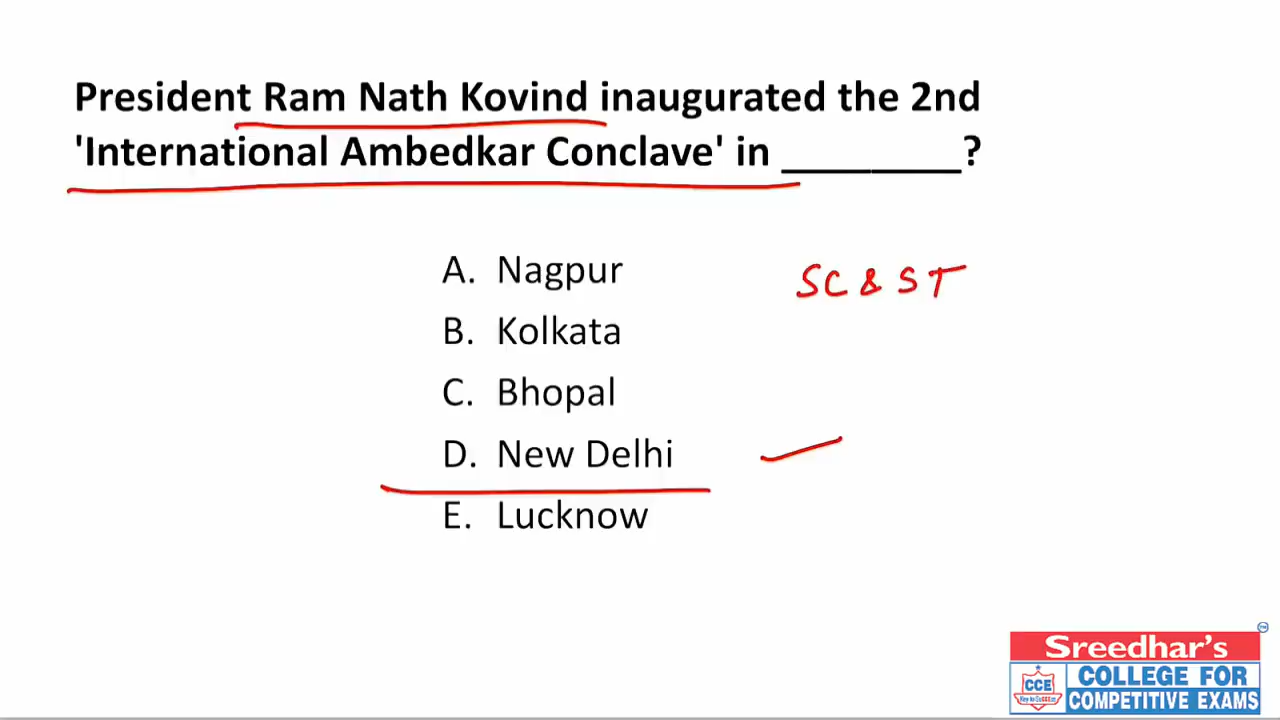 President Ram Nath Kovind inaugurated the 2nd
'International Ambedkar Conclave' in _________?
A. Nagpur
SC & ST
B. Kolkata
C. Bhopal
D. New Delhi
E. Lucknow
Sreedhar's
CCE
COLLEGE FOR
COMPETITIVE EXAMS